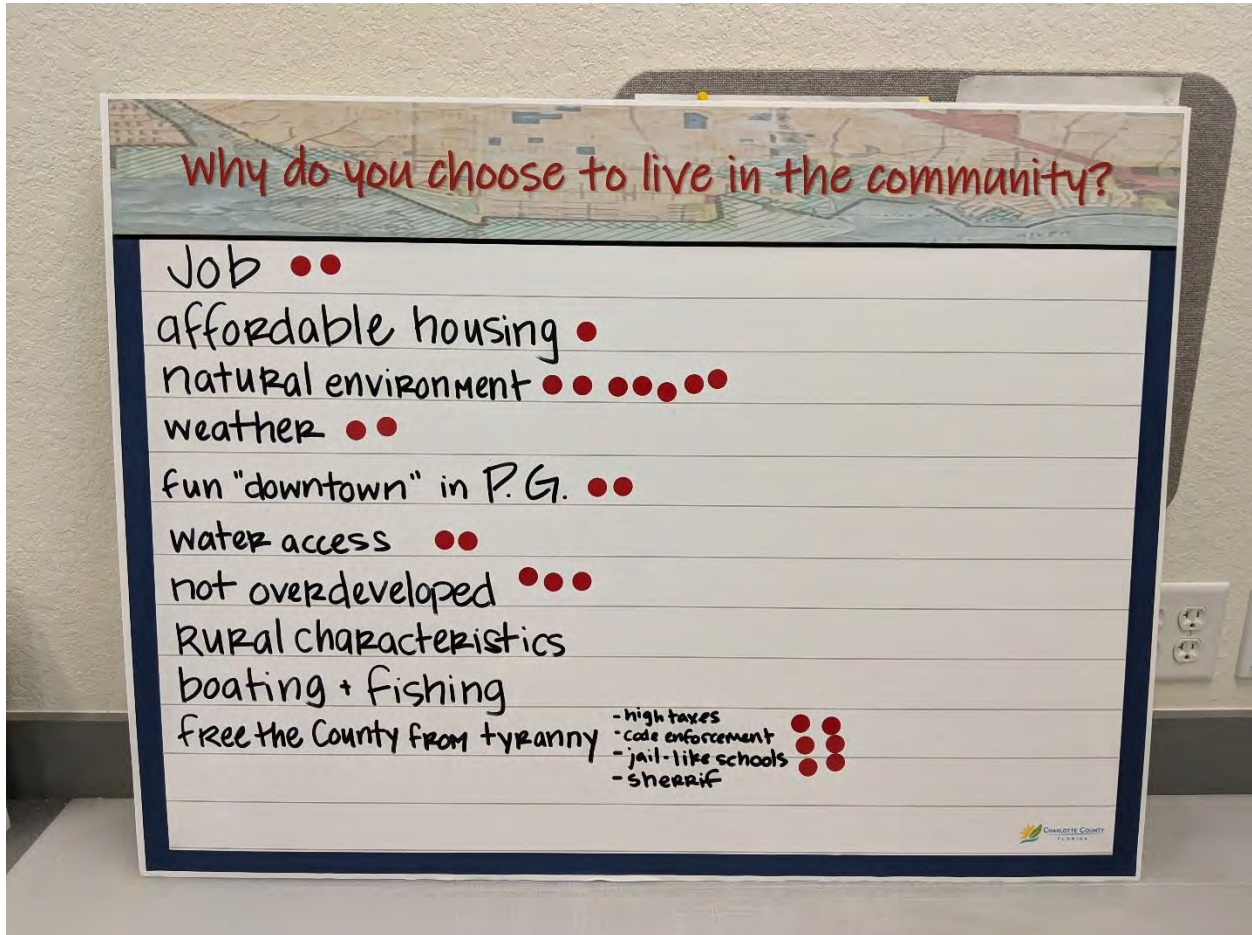 Why do you choose to live in the community?
Job
affordable housing
natural environment
weather
fun "downtown" in P.G.
water access
not overdeveloped
Rural characteristics
boating + fishing
free the County from tyranny
- high taxes
- code enforcement
- jail-like schools
- sherrif
CHARLOTTE COUNTY
FLORIDA